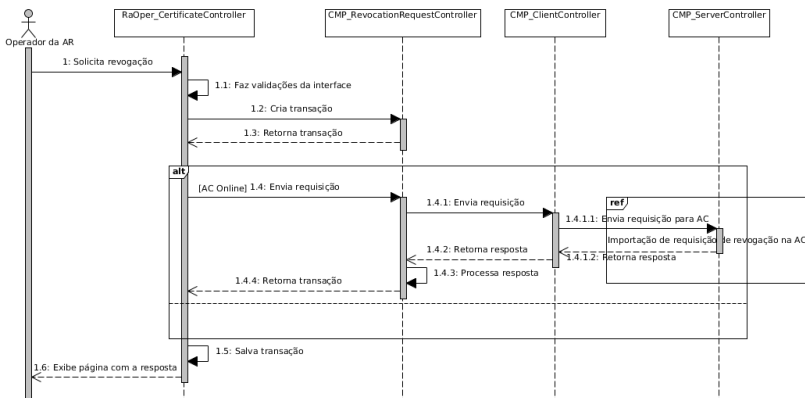 RaOper_CertificateController
CMP_RevocationRequestController
CMP_ClientController
CMP_ServerController
Operador da AR
1: Solicita revogação
1.1: Faz validações da interface
1.2: Cria transação
1.3: Retorna transação
alt
[AC Online]
1.4: Envia requisição
1.4.1: Envia requisição
ref
1.4.1.1: Envia requisição para AC
Importação de requisição de revogação na AC
1.4.2: Retorna resposta
1.4.1.2: Retorna resposta
1.4.3: Processa resposta
1.4.4: Retorna transação
1.5: Salva transação
1.6: Exibe página com a resposta